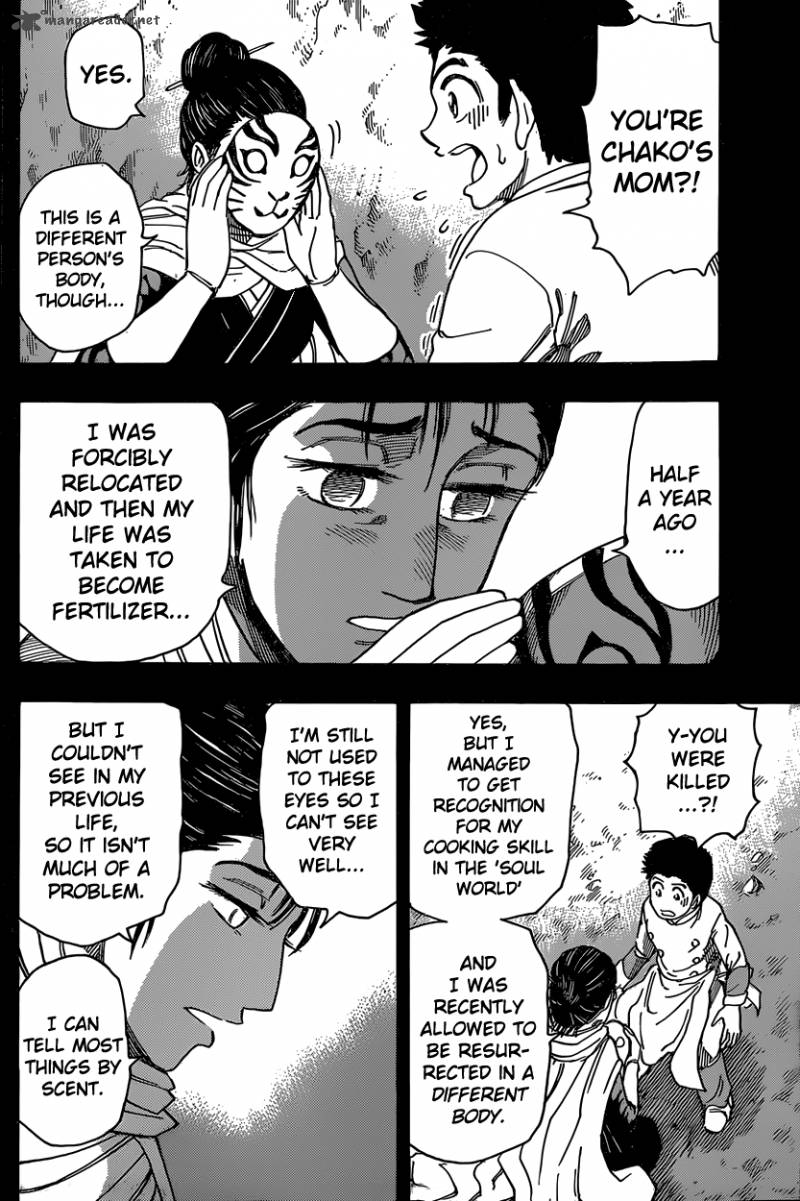 mangareader.net
YOU'RE
CHAKO'S
MOM?!
YES.
THIS IS A
DIFFERENT
PERSON'S
BODY,
THOUGH...
HALF
A YEAR
AGO
...
I WAS
FORCIBLY
RELOCATED
AND THEN MY
LIFE WAS
TAKEN TO
BECOME
FERTILIZER...
Y-YOU
WERE
KILLED
...?!
YES,
BUT I
MANAGED
TO GET
RECOGNITION
FOR MY
COOKING SKILL
IN THE 'SOUL
WORLD'
AND
I WAS
RECENTLY
ALLOWED TO
BE RESUR-
RECTED IN A
DIFFERENT
BODY.
I'M STILL
NOT USED
TO THESE
EYES SO I
CAN'T SEE
VERY
WELL...
BUT I
COULDN'T
SEE IN MY
PREVIOUS
LIFE,
SO IT ISN'T
MUCH OF A
PROBLEM.
I CAN
TELL MOST
THINGS BY
SCENT.